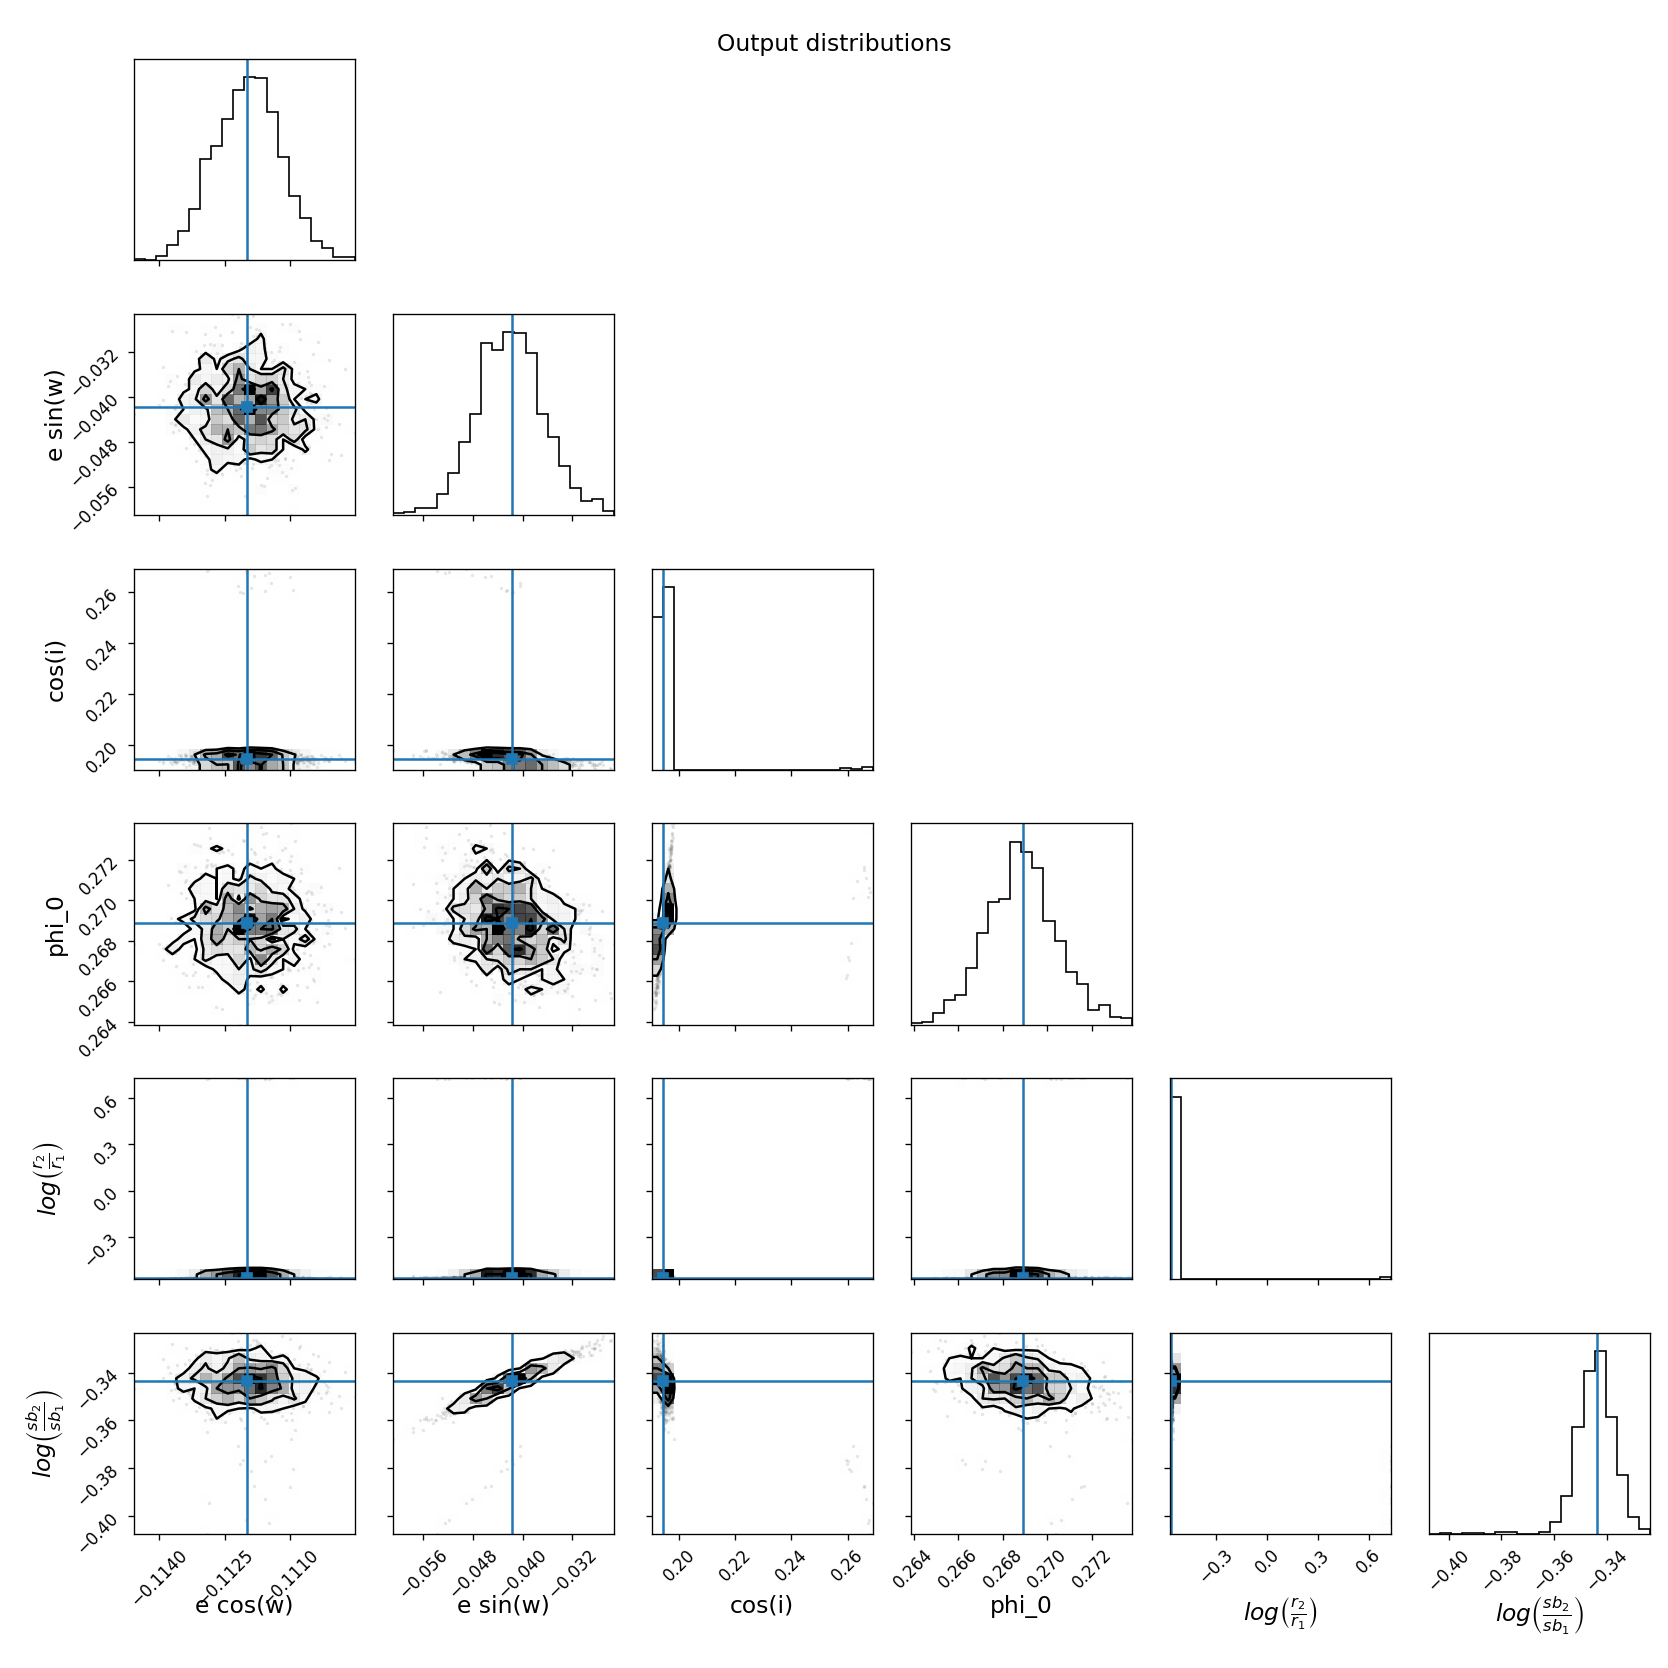 Output distributions
e sin(w)
−0.032
−0.040
−0.048
−0.056
cos(i)
0.26
0.24
0.22
0.20
phi_0
0.272
0.270
0.268
0.266
0.264
log(r₂/r₁)
0.6
0.3
0.0
−0.3
log(sb₂/sb₁)
−0.34
−0.36
−0.38
−0.40
−0.1140 −0.1125 −0.1110
−0.056 −0.048 −0.040 −0.032
0.20 0.22 0.24 0.26
0.264 0.266 0.268 0.270 0.272
−0.3 0.0 0.3 0.6
−0.40 −0.38 −0.36 −0.34
e cos(w) e sin(w) cos(i) phi_0 log(r₂/r₁) log(sb₂/sb₁)